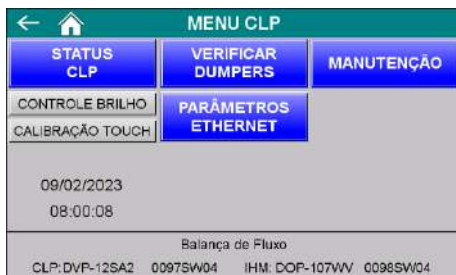 MENU CLP
STATUS CLP
VERIFICAR DUMPERS
MANUTENÇÃO
CONTROLE BRILHO
CALIBRAÇÃO TOUCH
PARÂMETROS ETHERNET
09/02/2023
08:00:08
Balança de Fluxo
CLP:DVP-12SA2 0097SW04 IHM: DOP-107WV 0098SW04